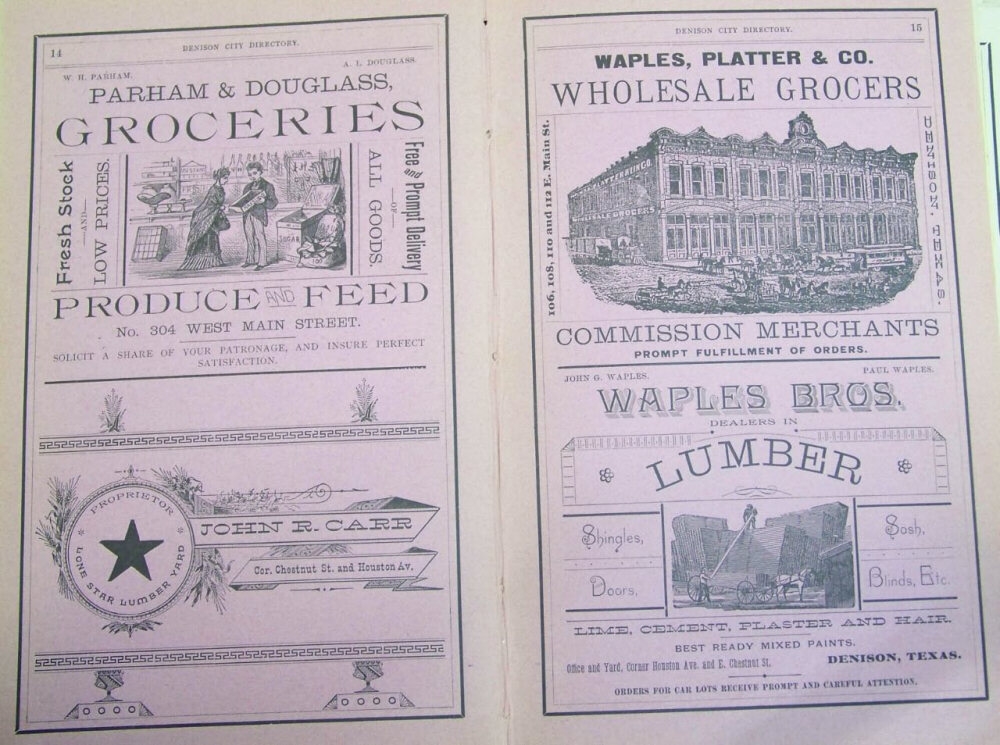 14
DENISON CITY DIRECTORY.
W. H. PARHAM.
A. L. DOUGLASS.
PARHAM & DOUGLASS,
GROCERIES
Fresh Stock
—AND—
LOW PRICES.
SUGAR
ALL GOODS.
—OF—
Free and Prompt Delivery
PRODUCE AND FEED
No. 304 WEST MAIN STREET.
SOLICIT A SHARE OF YOUR PATRONAGE, AND INSURE PERFECT
SATISFACTION.
PROPRIETOR
LONE STAR LUMBER YARD
JOHN R. CARR
Cor. Chestnut St. and Houston Av.
DENISON CITY DIRECTORY.
15
WAPLES, PLATTER & CO.
WHOLESALE GROCERS
106, 108, 110 and 112 E. Main St.
WHOLESALE GROCERS
DENISON, TEXAS.
COMMISSION MERCHANTS
PROMPT FULFILLMENT OF ORDERS.
JOHN G. WAPLES.
PAUL WAPLES.
WAPLES BROS.
DEALERS IN
LUMBER
Shingles,
Doors,
Sosh,
Blinds, Etc.
LIME, CEMENT, PLASTER AND HAIR.
BEST READY MIXED PAINTS.
Office and Yard, Corner Houston Ave. and E. Chestnut St.
DENISON, TEXAS.
ORDERS FOR CAR LOTS RECEIVE PROMPT AND CAREFUL ATTENTION.